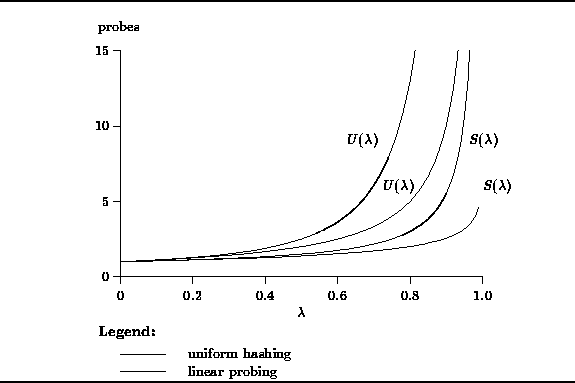 probes
15
10
5
0
U(λ)
S(λ)
U(λ)
S(λ)
0 0.2 0.4 0.6 0.8 1.0
λ
Legend:
uniform hashing
linear probing